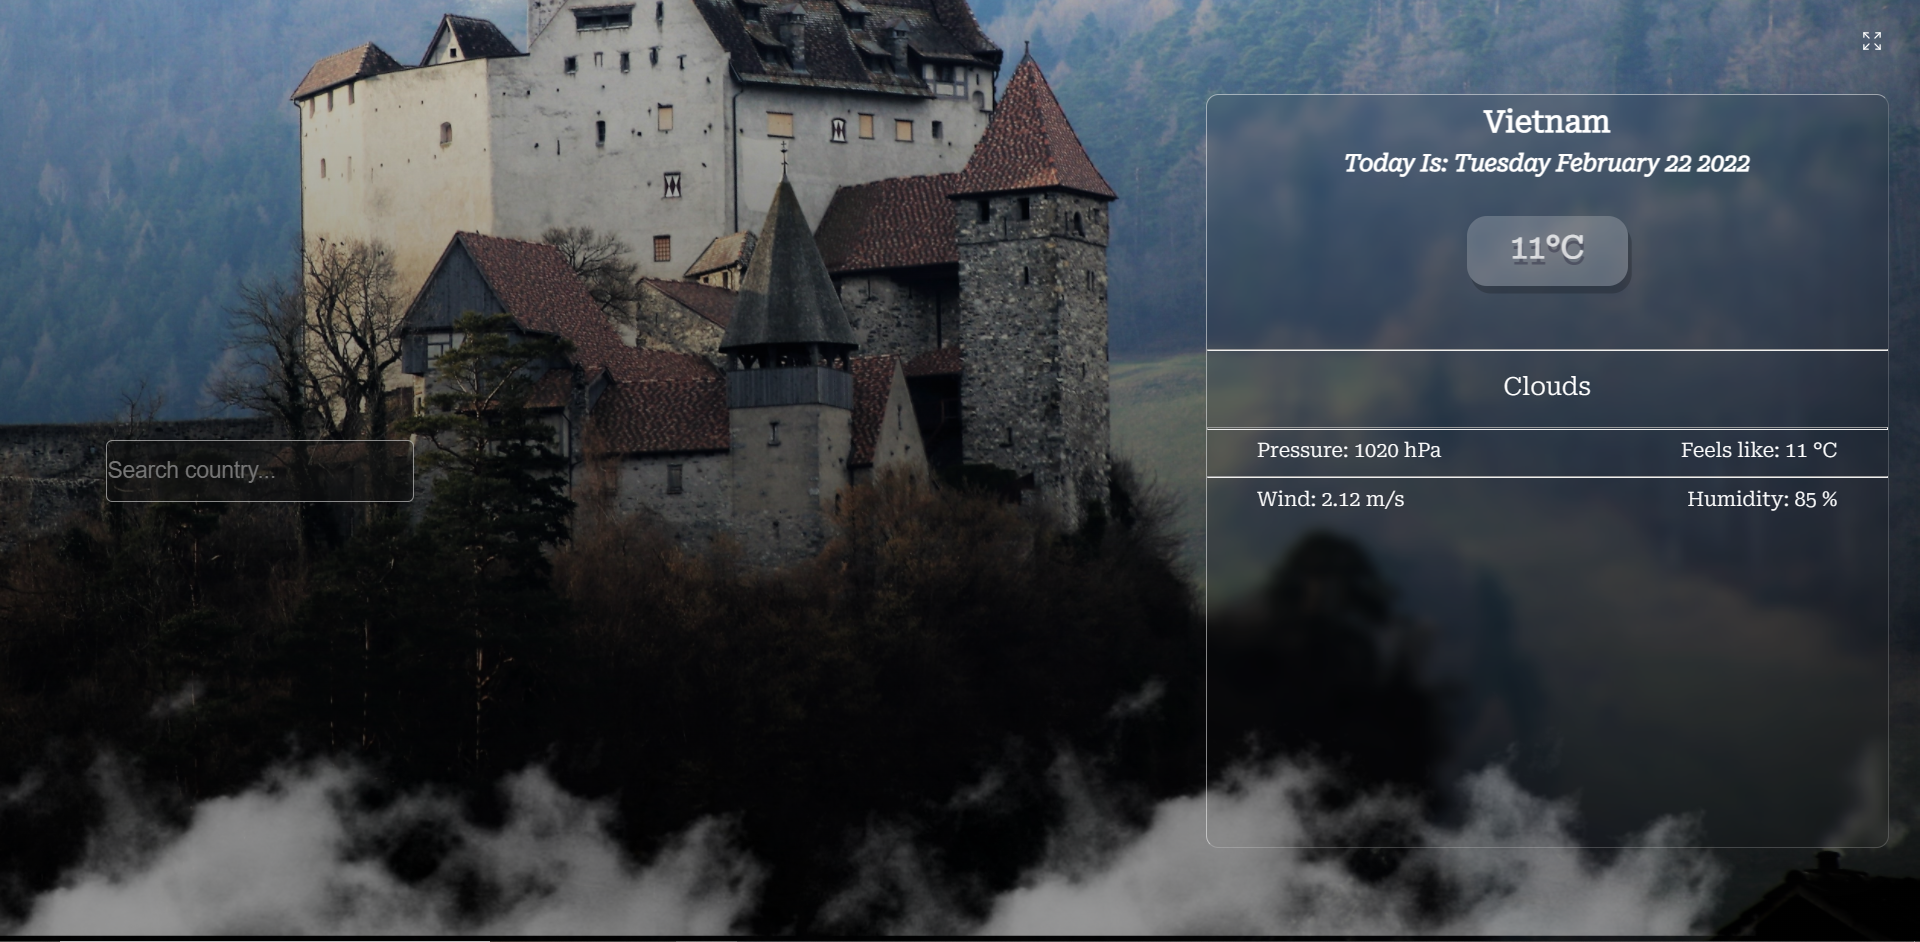 Vietnam
Today Is: Tuesday February 22 2022
11°C
Clouds
Pressure: 1020 hPa
Feels like: 11 °C
Wind: 2.12 m/s
Humidity: 85 %
Search country...